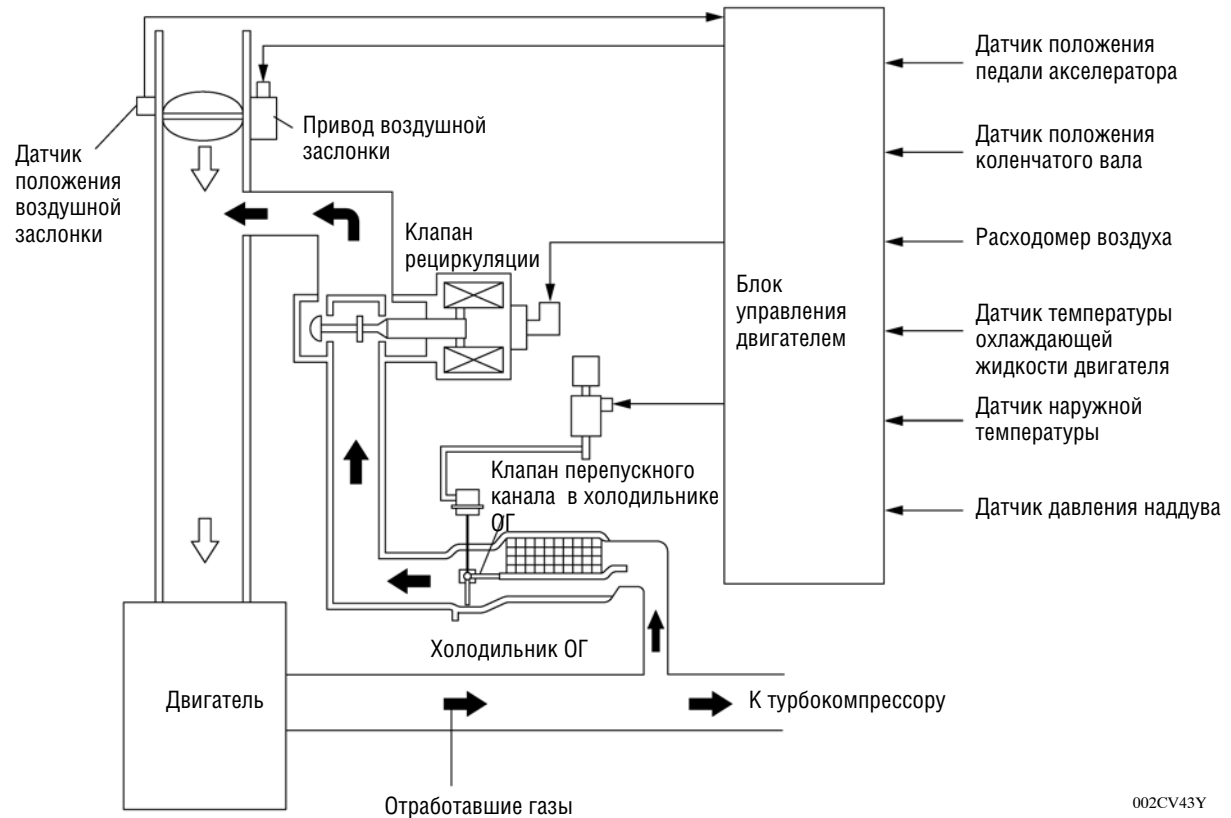 Датчик положения
педали акселератора
Привод воздушной
заслонки
Датчик
положения
воздушной
заслонки
Датчик положения
коленчатого вала
Клапан
рециркуляции
Расходомер воздуха
Блок
управления
двигателем
Датчик температуры
охлаждающей
жидкости двигателя
Датчик наружной
температуры
Клапан перепускного
канала в холодильнике
ОГ
Датчик давления наддува
Холодильник ОГ
Двигатель
К турбокомпрессору
Отработавшие газы
002CV43Y